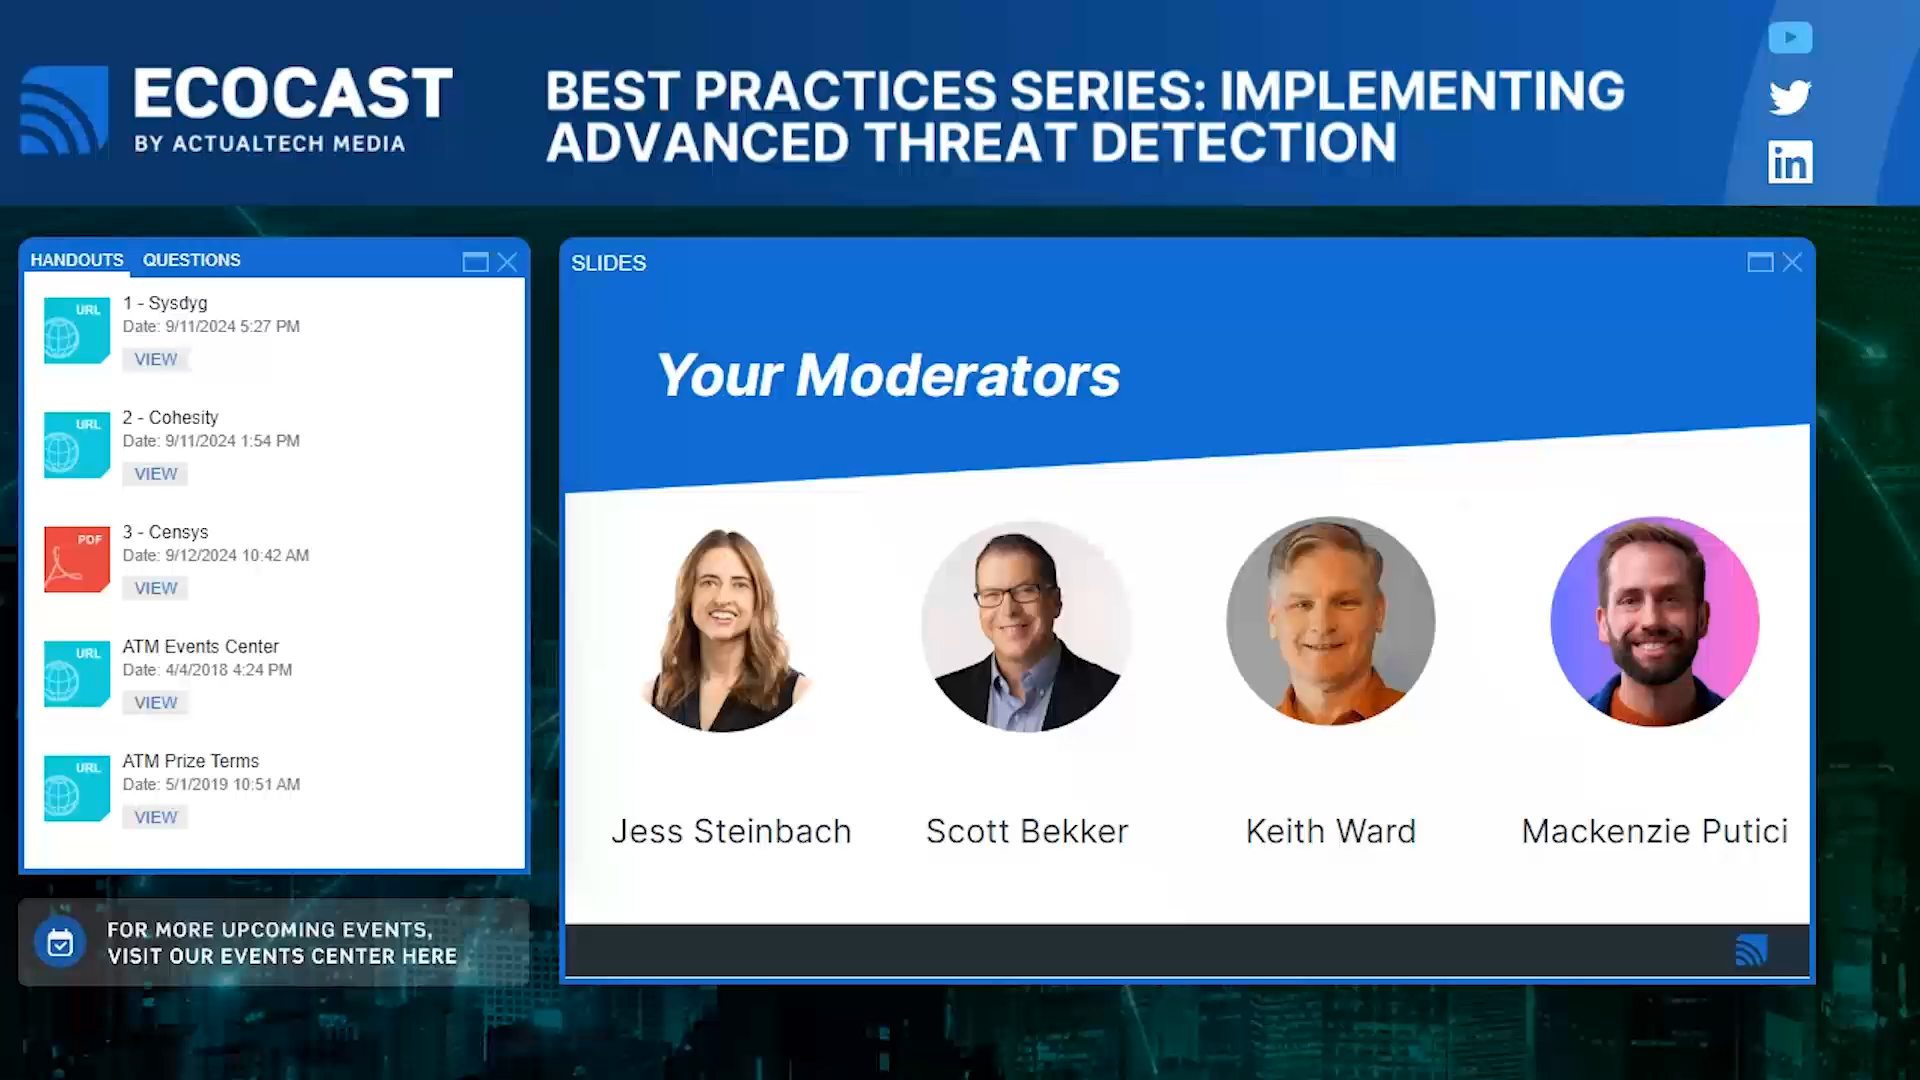 ECOCAST
BY ACTUALTECH MEDIA
BEST PRACTICES SERIES: IMPLEMENTING
ADVANCED THREAT DETECTION
in
HANDOUTS QUESTIONS
URL
1 - Sysdyg
Date: 9/11/2024 5:27 PM
VIEW
URL
2 - Cohesity
Date: 9/11/2024 1:54 PM
VIEW
PDF
3 - Censys
Date: 9/12/2024 10:42 AM
VIEW
URL
ATM Events Center
Date: 4/4/2018 4:24 PM
VIEW
URL
ATM Prize Terms
Date: 5/1/2019 10:51 AM
VIEW
FOR MORE UPCOMING EVENTS,
VISIT OUR EVENTS CENTER HERE
SLIDES
Your Moderators
Jess Steinbach
Scott Bekker
Keith Ward
Mackenzie Putici